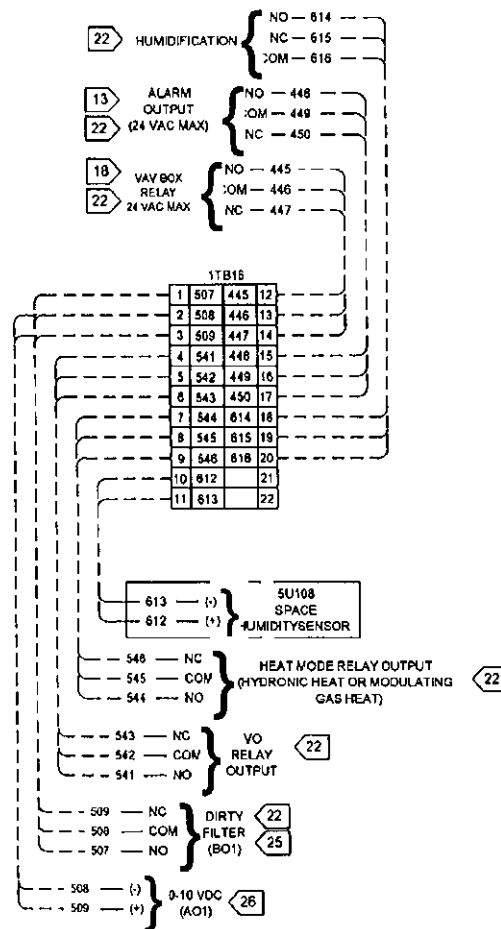 NO 614
22 HUMIDIFICATION NC 615
COM 616
13 ALARM NO 448
OUTPUT COM 449
22 (24 VAC MAX) NC 450
18 VAV BOX NO 445
RELAY COM 446
22 24 VAC MAX NC 447
1TB16
1 507 445 12
2 508 446 13
3 509 447 14
4 541 448 15
5 542 449 16
6 543 450 17
7 544 614 18
8 545 615 19
9 546 616 20
10 612 21
11 613 22
5U108
613 (-) SPACE
612 (+) HUMIDITYSENSOR
546 NC HEAT MODE RELAY OUTPUT
545 COM (HYDRONIC HEAT OR MODULATING 22
544 NO GAS HEAT)
543 NC VO
542 COM RELAY 22
541 NO OUTPUT
509 NC DIRTY 22
508 COM FILTER
507 NO (BO1) 25
508 (-) 0-10 VDC
509 (+) (AO1) 26